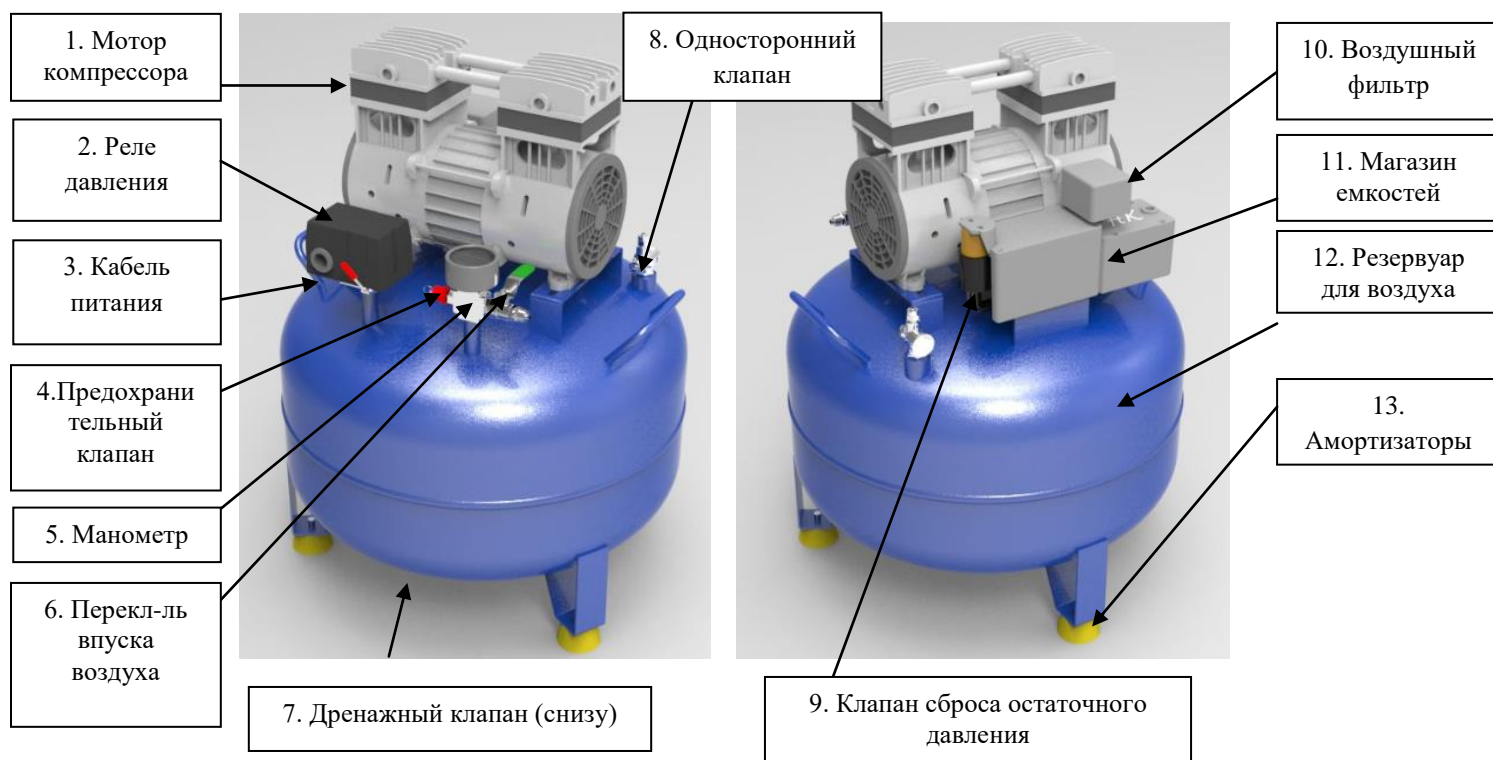 1. Мотор
компрессора
2. Реле
давления
3. Кабель
питания
4.Предохрани
тельный
клапан
5. Манометр
6. Перекл-ль
впуска
воздуха
7. Дренажный клапан (снизу)
8. Односторонний
клапан
9. Клапан сброса остаточного
давления
10. Воздушный
фильтр
11. Магазин
емкостей
12. Резервуар
для воздуха
13.
Амортизаторы